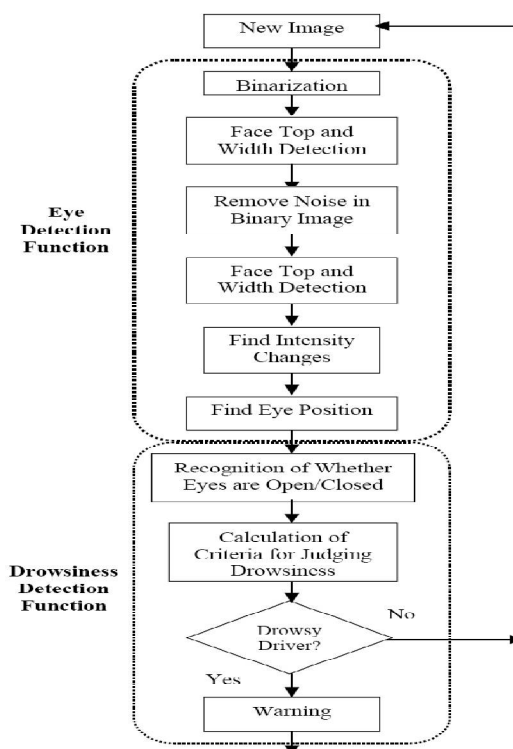 New Image
Binarization
Face Top and
Width Detection
Remove Noise in
Binary Image
Eye
Detection
Function
Face Top and
Width Detection
Find Intensity
Changes
Find Eye Position
Recognition of Whether
Eyes are Open/Closed
Calculation of
Criteria for Judging
Drowsiness
Drowsiness
Detection
Function
No
Drowsy
Driver?
Yes
Warning